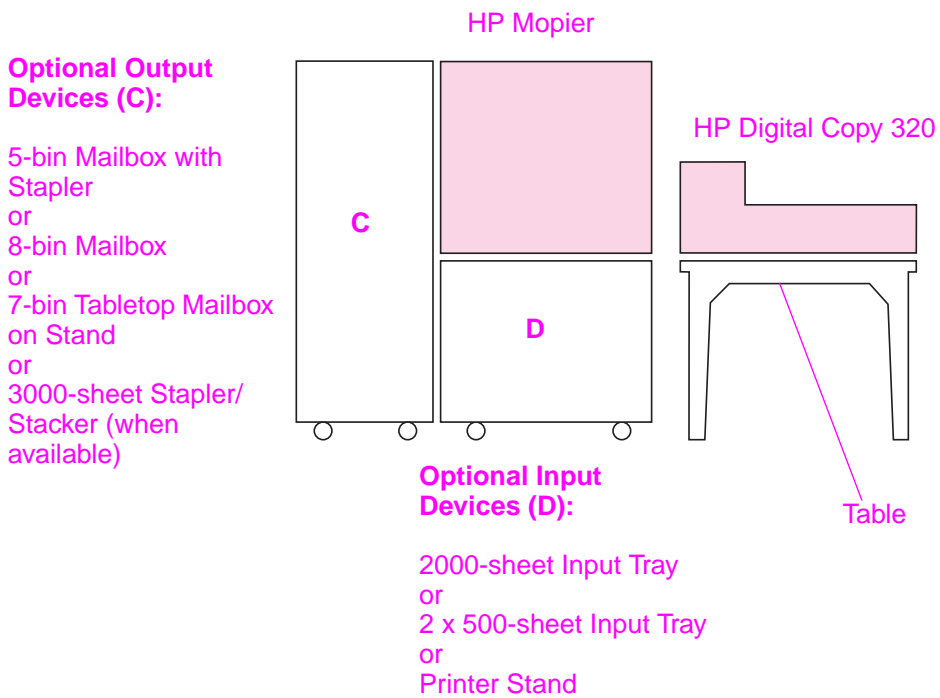 HP Mopier
Optional Output
Devices (C):
5-bin Mailbox with
Stapler
or
8-bin Mailbox
or
7-bin Tabletop Mailbox
on Stand
or
3000-sheet Stapler/
Stacker (when
available)
C
D
HP Digital Copy 320
Table
Optional Input
Devices (D):
2000-sheet Input Tray
or
2 x 500-sheet Input Tray
or
Printer Stand